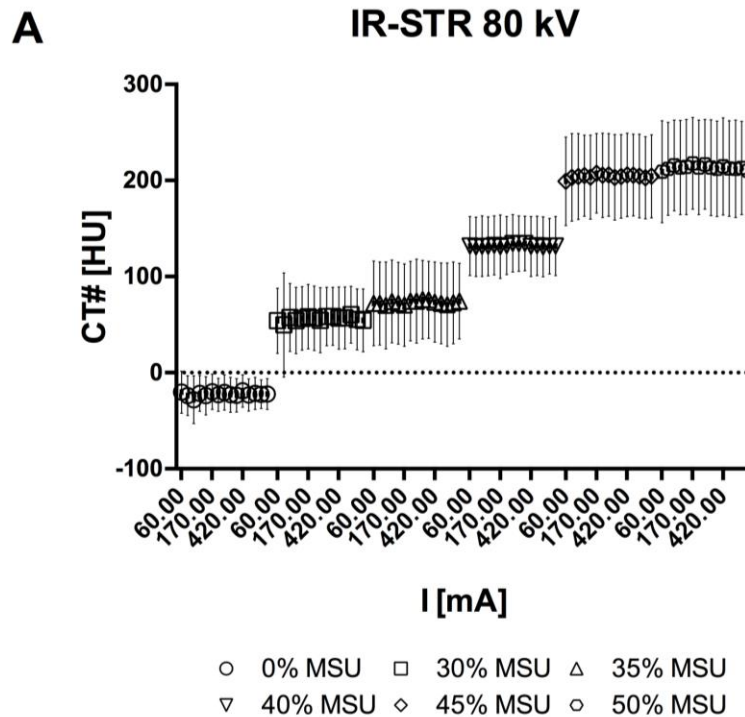 A
IR-STR 80 kV
CT# [HU]
300
200
100
0
-100
60.00 170.00 420.00 60.00 170.00 420.00 60.00 170.00 420.00 60.00 170.00 420.00 60.00 170.00 420.00 60.00 170.00 420.00
I [mA]
0% MSU 30% MSU 35% MSU
40% MSU 45% MSU 50% MSU